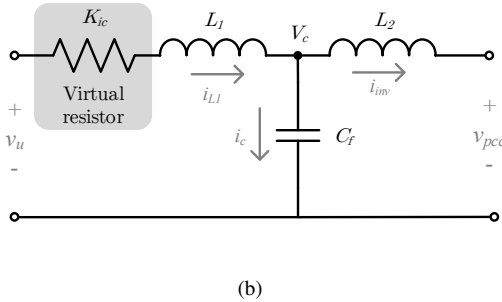 K_ic L_1 V_c L_2
Virtual
resistor
i_L1 i_inv
i_c C_f
+ +
v_u v_pcc
- -
(b)